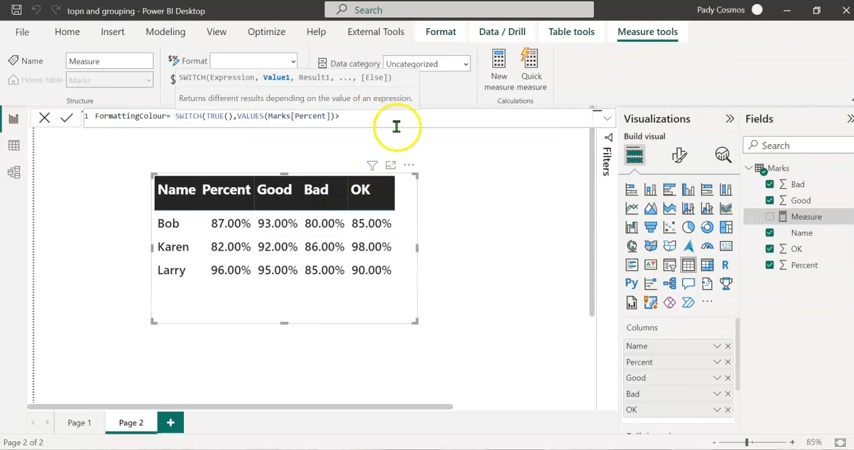 topn and grouping - Power BI Desktop
Search
Pady Cosmos
File
Home
Insert
Modeling
View
Optimize
Help
External Tools
Format
Data / Drill
Table tools
Measure tools
Name
Measure
Home table
Marks
Structure
Format
$
SWITCH(Expression, Value1, Result1, ..., [Else])
Returns different results depending on the value of an expression.
Data category
Uncategorized
New measure
Quick measure
Calculations
1 FormattingColour= SWITCH(TRUE(),VALUES(Marks[Percent])>
Name Percent Good Bad OK
Bob 87.00% 93.00% 80.00% 85.00%
Karen 82.00% 92.00% 86.00% 98.00%
Larry 96.00% 95.00% 85.00% 90.00%
Filters
Visualizations
Build visual
R
Py
Columns
Name
Percent
Good
Bad
OK
Fields
Search
Marks
Bad
Good
Measure
Name
OK
Percent
Page 1
Page 2
Page 2 of 2
85%